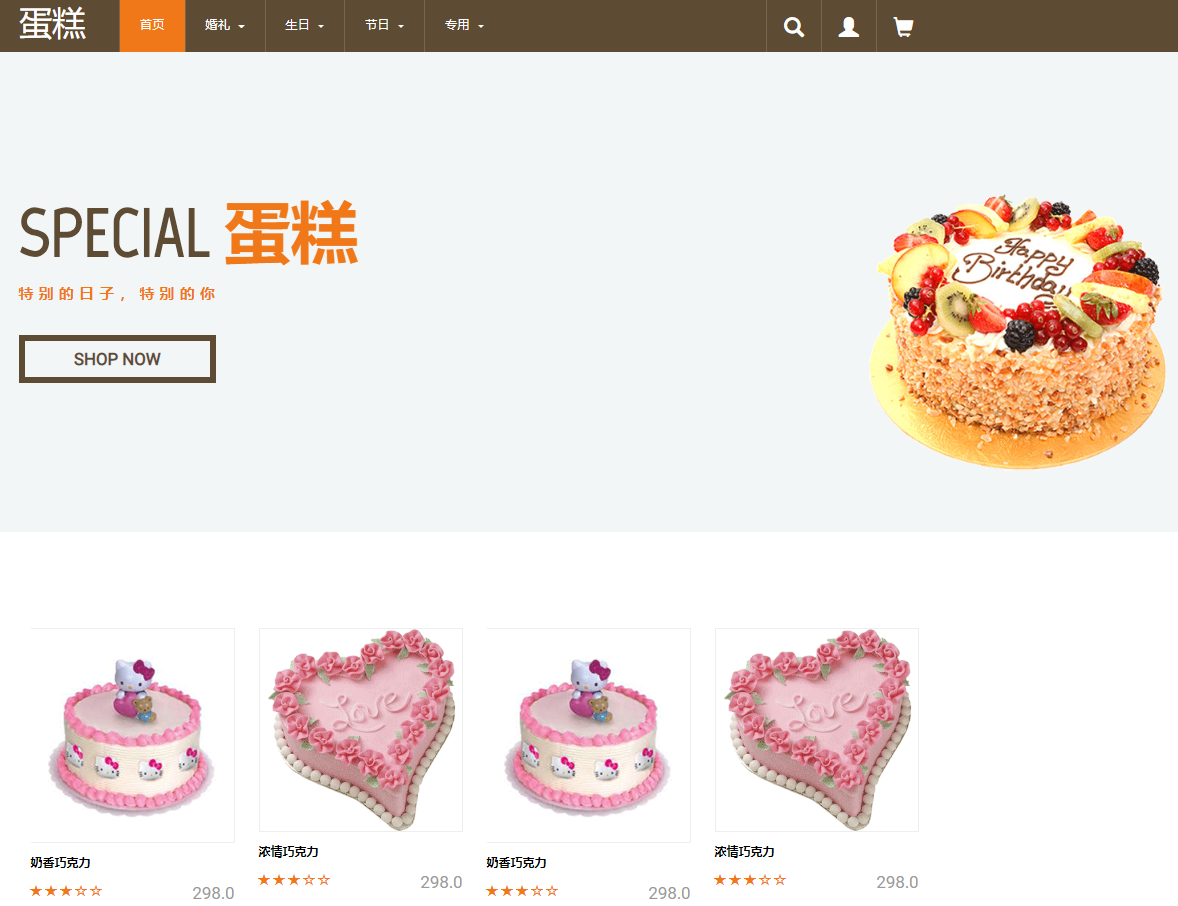 蛋糕 首页 婚礼 生日 节日 专用
SPECIAL 蛋糕
Happy
Birthday
特别的日子，特别的你
SHOP NOW
Love
Love
奶香巧克力
298.0
浓情巧克力
298.0
奶香巧克力
298.0
浓情巧克力
298.0